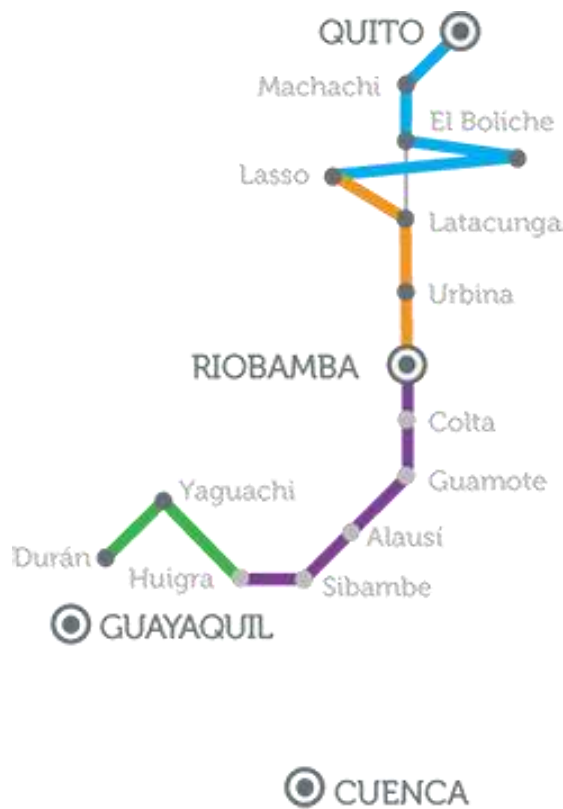 QUITO
Machachi
El Boliche
Lasso
Latacunga
Urbina
RIOBAMBA
Colta
Guamote
Yaguachi
Alausí
Durán
Huigra
Sibambe
GUAYAQUIL
CUENCA